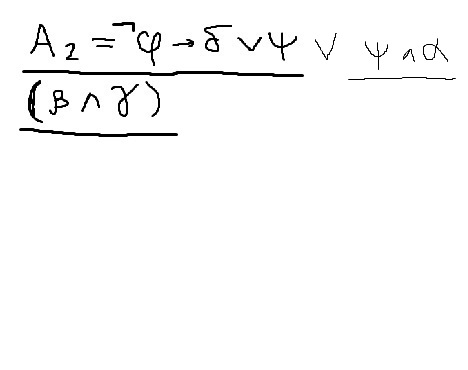 A₂ = ¬φ → δ ∨ ψ ∨ ψ ∧ α
(β ∧ γ)